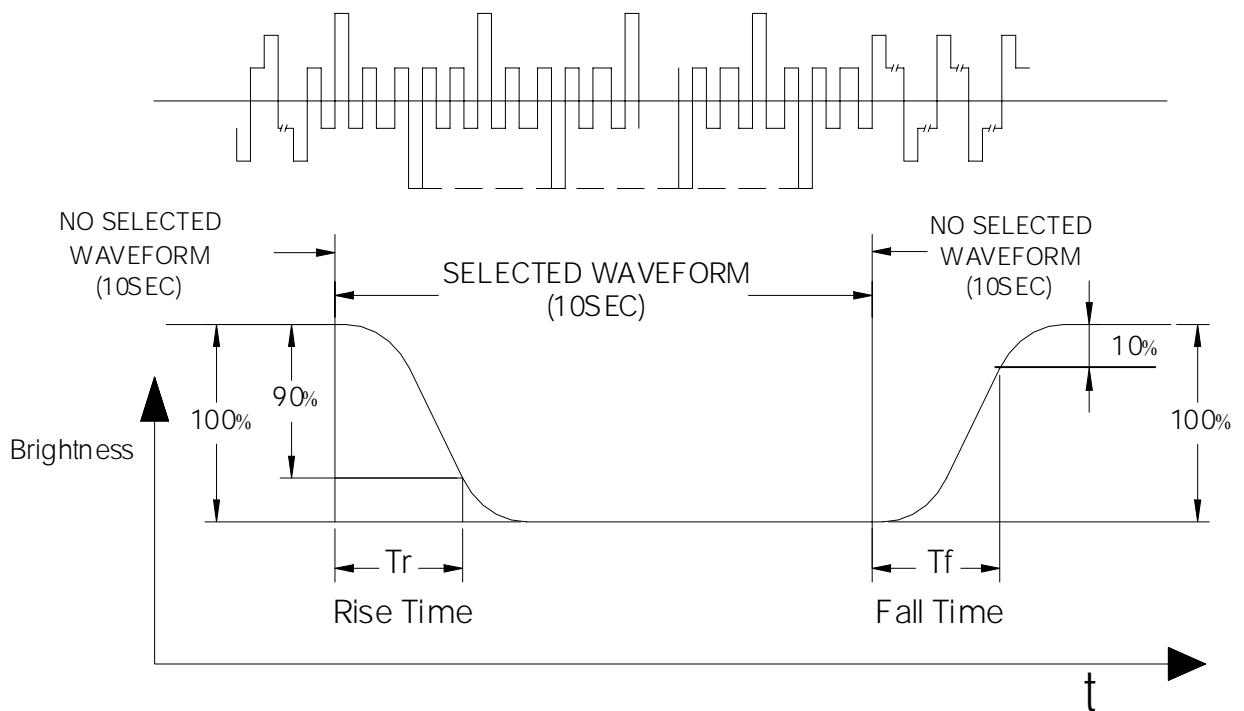 NO SELECTED
WAVEFORM
(10SEC)
SELECTED WAVEFORM
(10SEC)
NO SELECTED
WAVEFORM
(10SEC)
100%
90%
10%
100%
Brightness
Tr
Tf
Rise Time
Fall Time
t